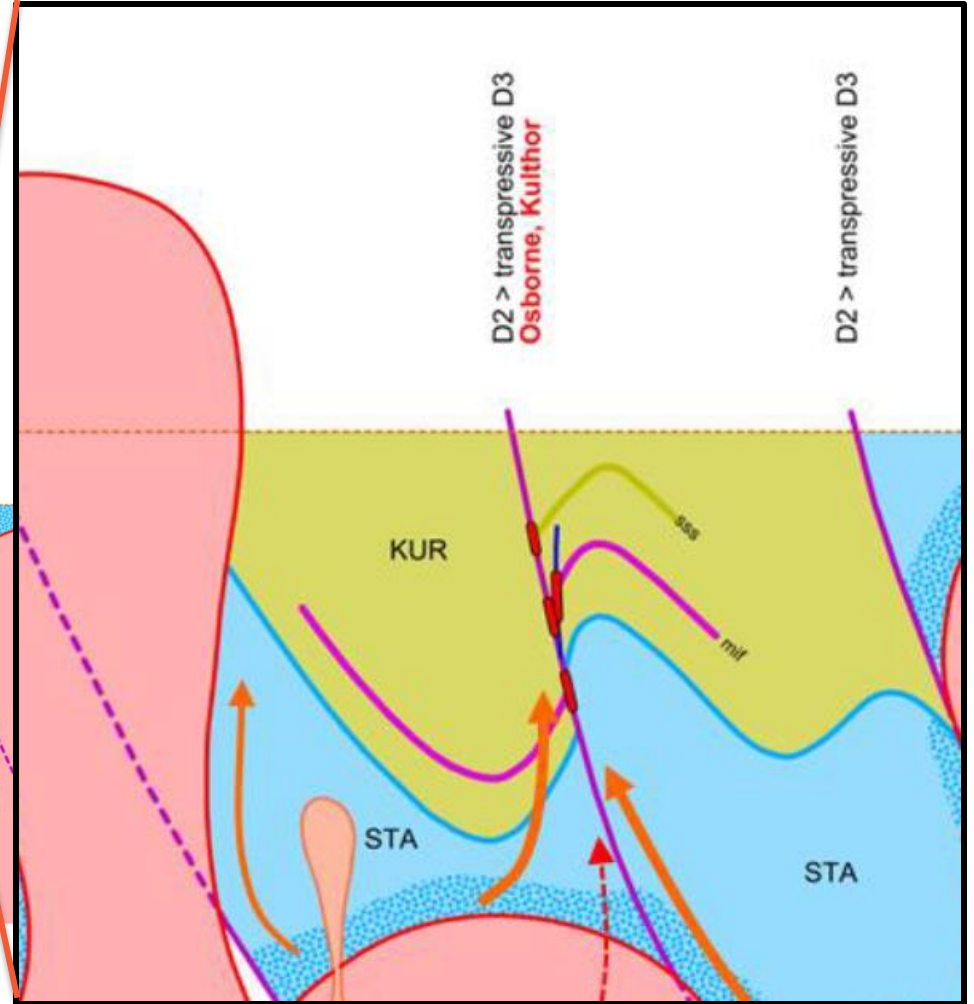 D2 > transpressive D3
Osborne, Kulthor
D2 > transpressive D3
sss
KUR
mif
STA
STA